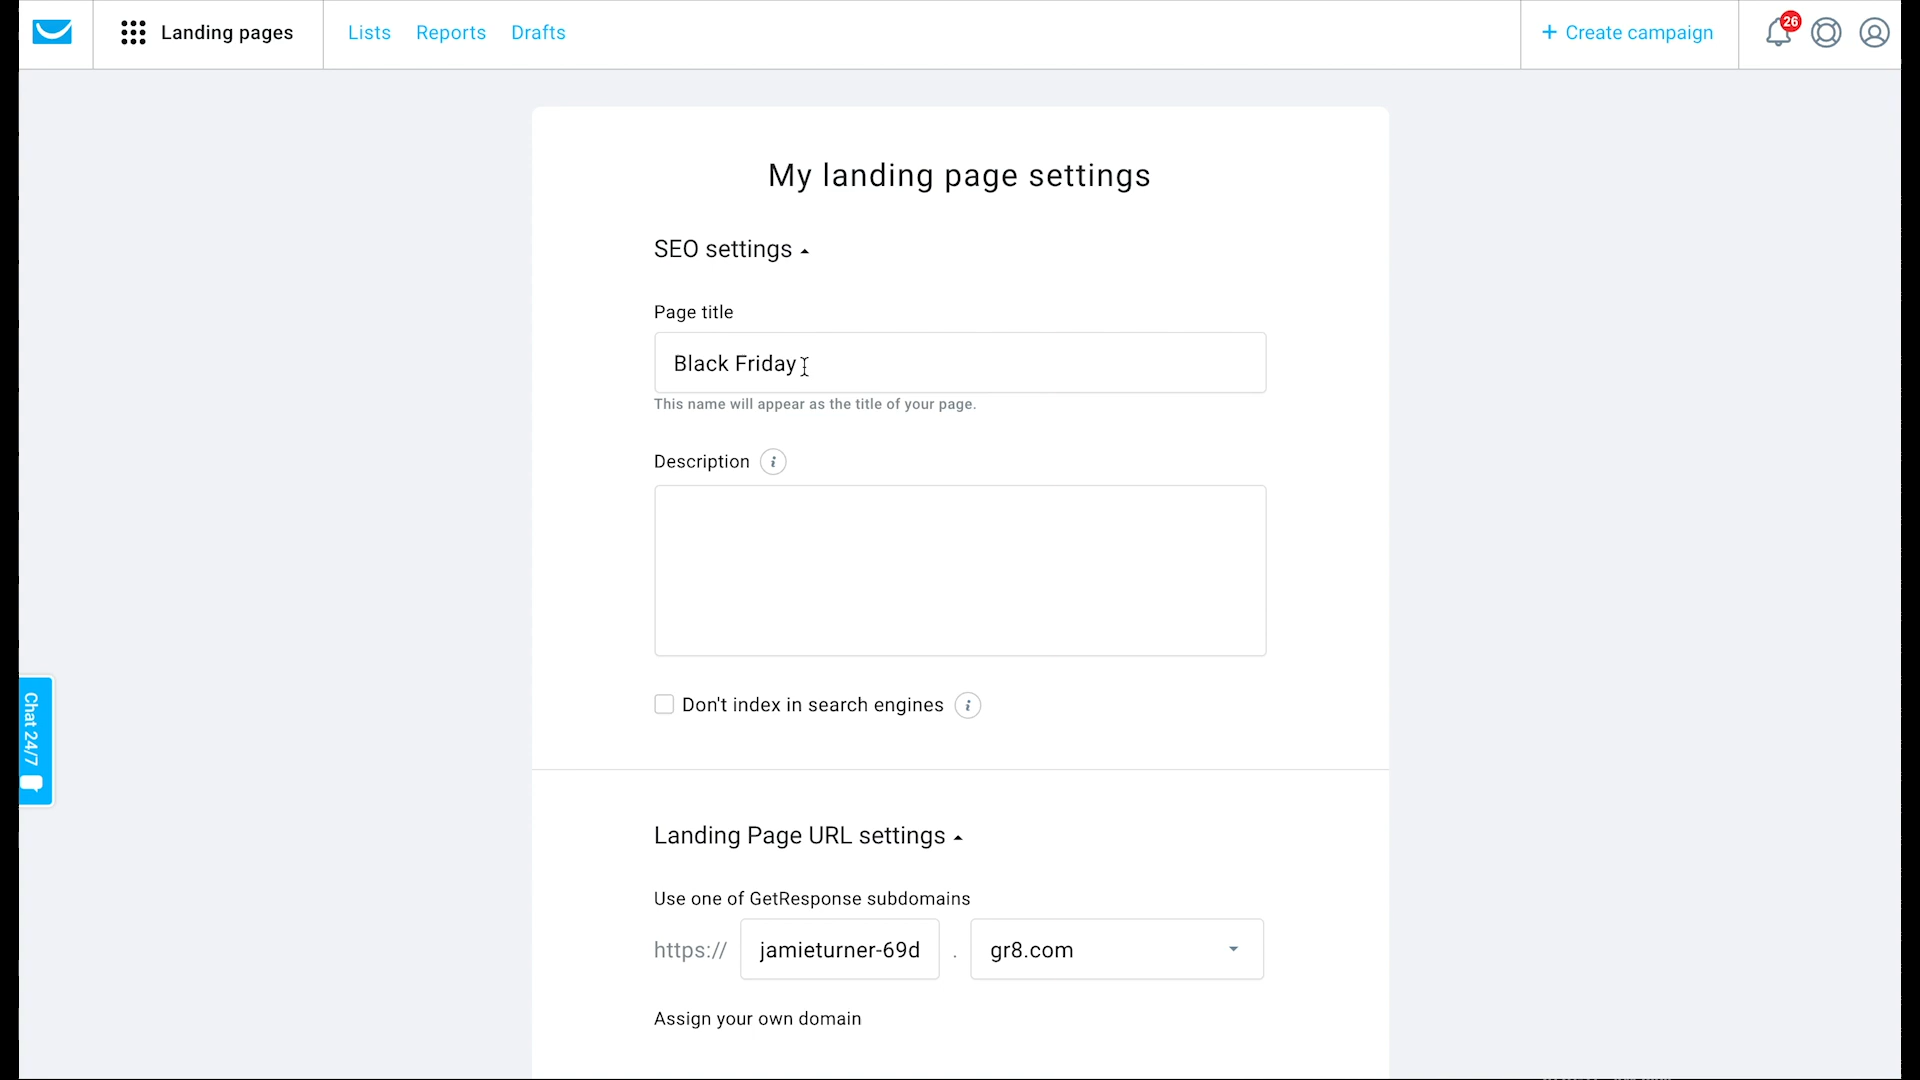 Landing pages
Lists
Reports
Drafts
+ Create campaign
26
My landing page settings
SEO settings
Page title
Black Friday
This name will appear as the title of your page.
Description
Don't index in search engines
Chat 24/7
Landing Page URL settings
Use one of GetResponse subdomains
https:// jamieturner-69d . gr8.com
Assign your own domain